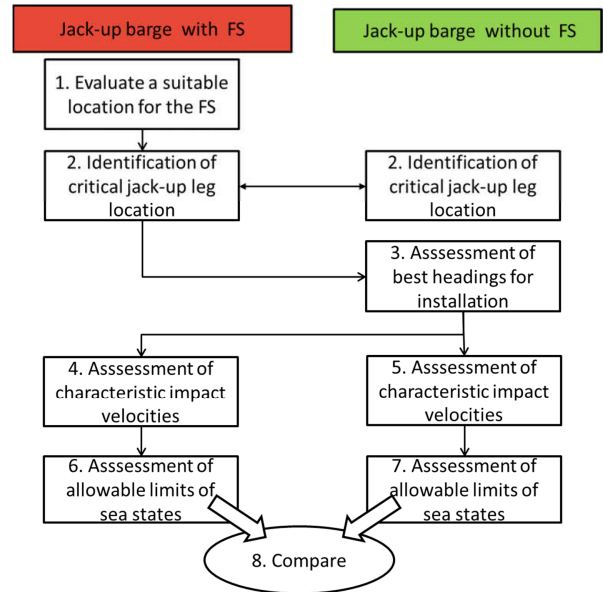 Jack-up barge with FS
Jack-up barge without FS
1. Evaluate a suitable
location for the FS
2. Identification of
critical jack-up leg
location
2. Identification of
critical jack-up leg
location
3. Asssessment of
best headings for
installation
4. Asssessment of
characteristic impact
velocities
5. Asssessment of
characteristic impact
velocities
6. Asssessment of
allowable limits of
sea states
7. Asssessment of
allowable limits of
sea states
8. Compare